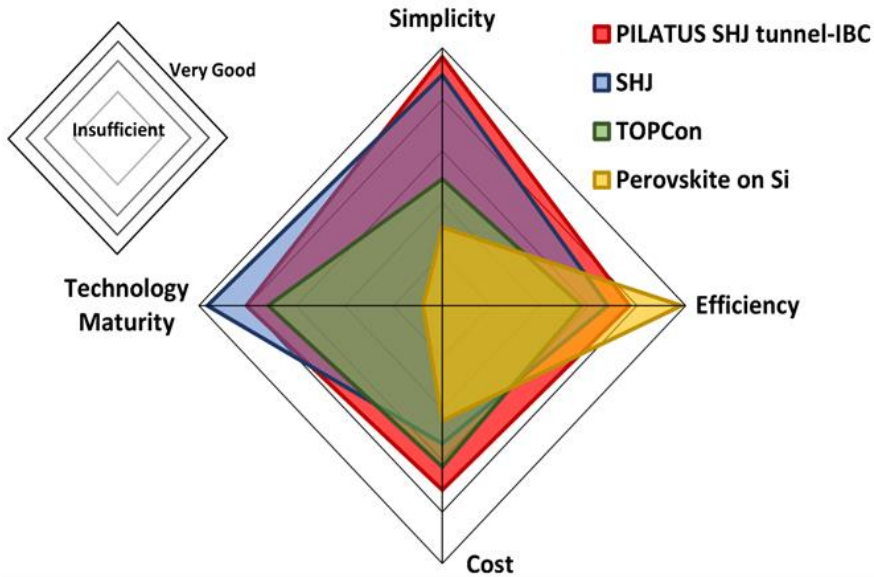 Simplicity
Very Good
Insufficient
PILATUS SHJ tunnel-IBC
SHJ
TOPCon
Perovskite on Si
Technology
Maturity
Efficiency
Cost